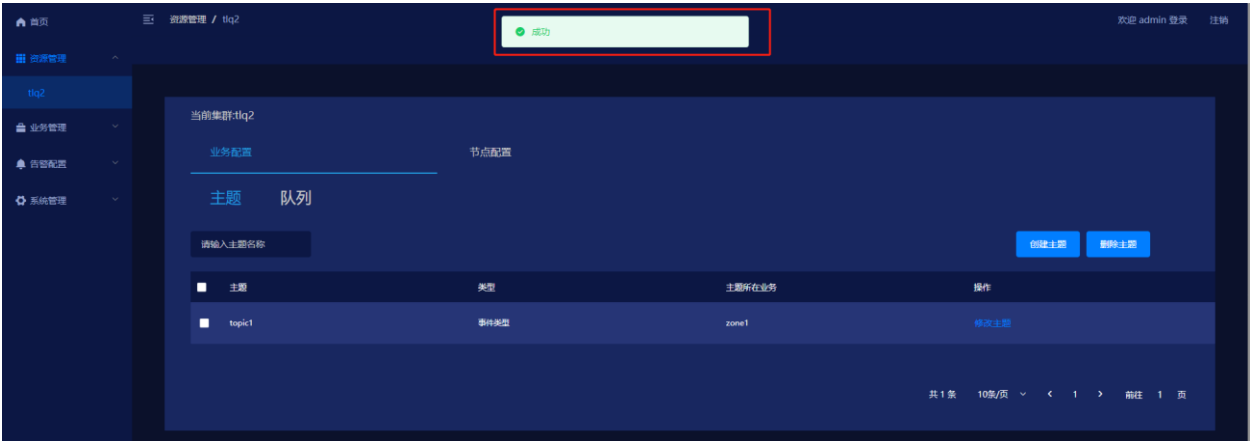 首页
资源管理 / tlq2
成功
欢迎 admin 登录 注销
资源管理
tlq2
业务管理
告警配置
系统管理
当前集群:tlq2
业务配置 节点配置
主题 队列
请输入主题名称
创建主题 删除主题
主题 类型 主题所在业务 操作
topic1 事件类型 zone1 修改主题
共 1 条 10条/页 1 前往 1 页